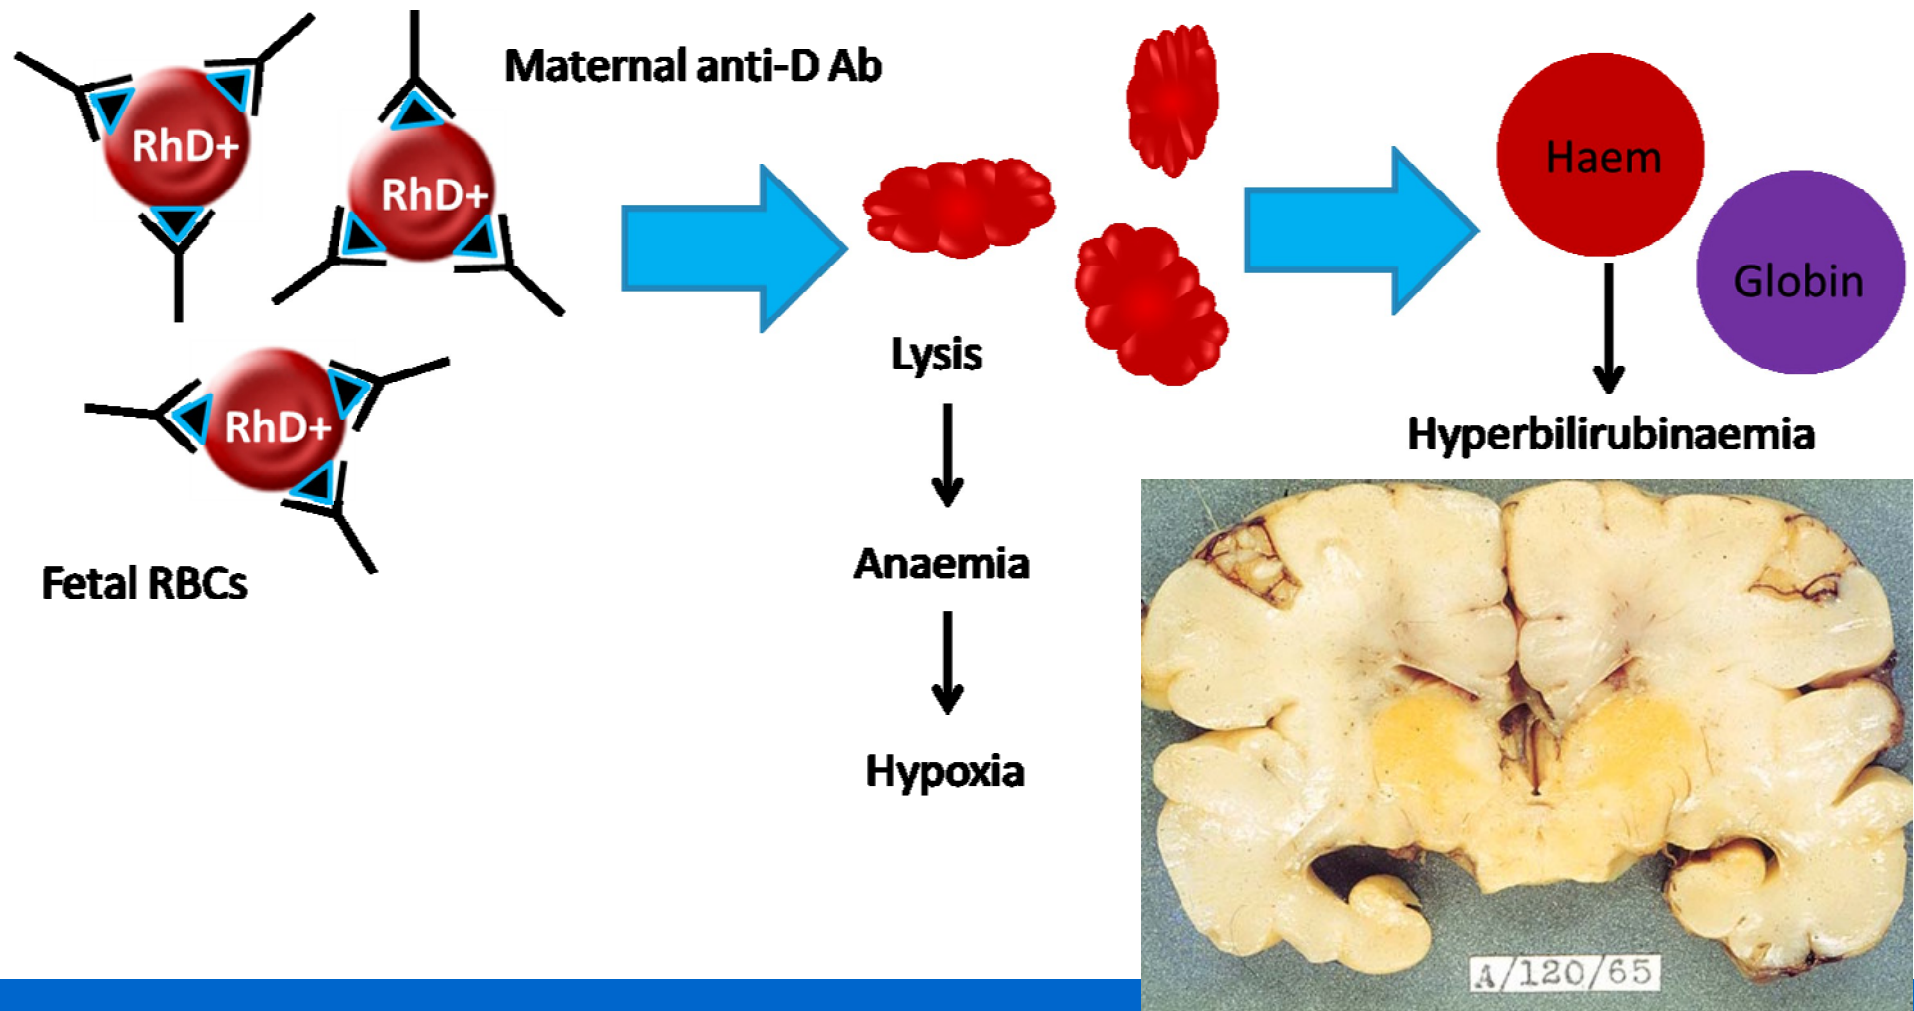 Maternal anti-D Ab
RhD+
RhD+
RhD+
Fetal RBCs
Lysis
Anaemia
Hypoxia
Haem
Globin
Hyperbilirubinaemia
A/120/65